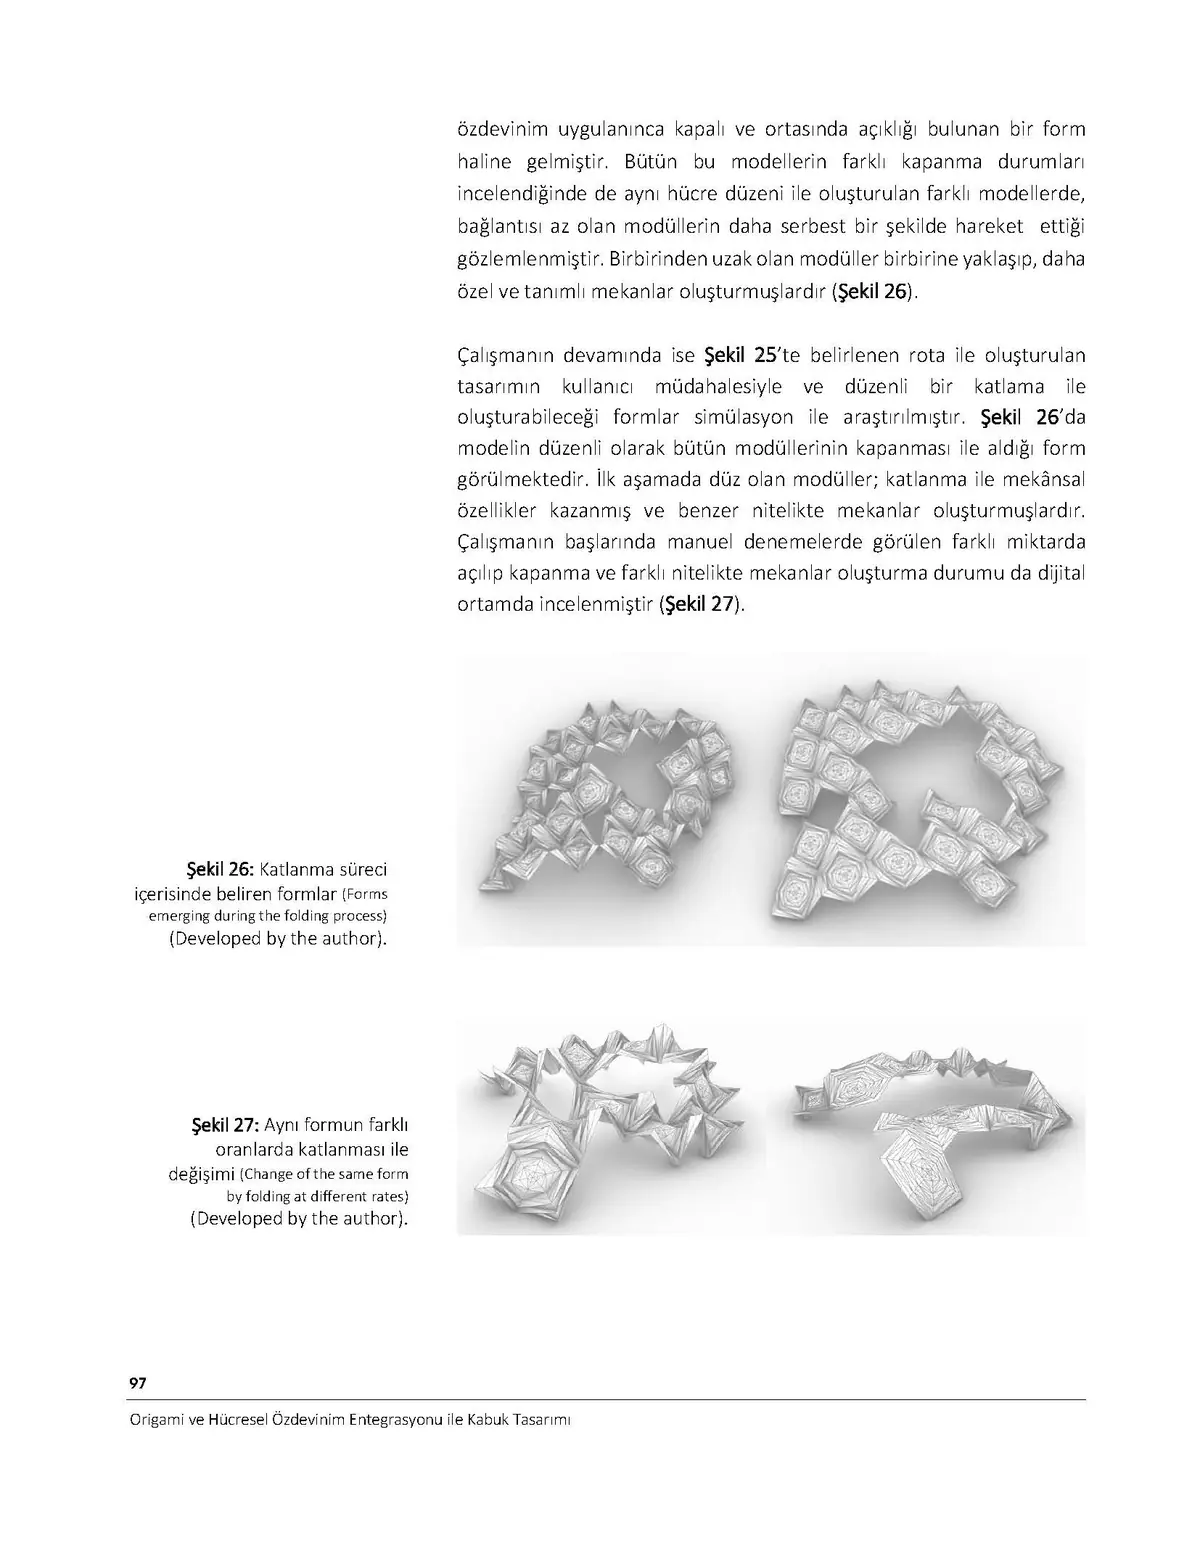 özdevinim uygulanınca kapalı ve ortasında açıklığı bulunan bir form
haline gelmiştir. Bütün bu modellerin farklı kapanma durumları
incelendiğinde de aynı hücre düzeni ile oluşturulan farklı modellerde,
bağlantısı az olan modüllerin daha serbest bir şekilde hareket ettiği
gözlemlenmiştir. Birbirinden uzak olan modüller birbirine yaklaşıp, daha
özel ve tanımlı mekanlar oluşturmuşlardır (Şekil 26).
Çalışmanın devamında ise Şekil 25'te belirlenen rota ile oluşturulan
tasarımın kullanıcı müdahalesiyle ve düzenli bir katlama ile
oluşturabileceği formlar simülasyon ile araştırılmıştır. Şekil 26'da
modelin düzenli olarak bütün modüllerinin kapanması ile aldığı form
görülmektedir. İlk aşamada düz olan modüller; katlanma ile mekânsal
özellikler kazanmış ve benzer nitelikte mekanlar oluşturmuşlardır.
Çalışmanın başlarında manuel denemelerde görülen farklı miktarda
açılıp kapanma ve farklı nitelikte mekanlar oluşturma durumu da dijital
ortamda incelenmiştir (Şekil 27).
Şekil 26: Katlanma süreci
içerisinde beliren formlar (Forms
emerging during the folding process)
(Developed by the author).
Şekil 27: Aynı formun farklı
oranlarda katlanması ile
değişimi (Change of the same form
by folding at different rates)
(Developed by the author).
97
Origami ve Hücresel Özdevinim Entegrasyonu ile Kabuk Tasarımı